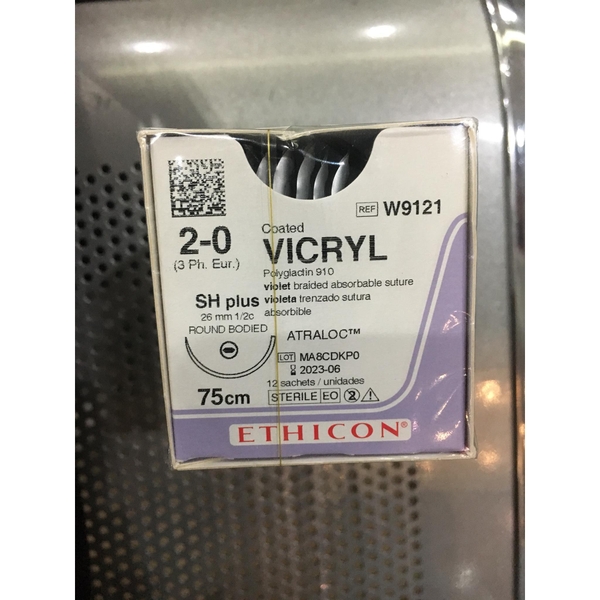 REF W9121
2-0
(3 Ph. Eur.)
Coated
VICRYL
Polyglactin 910
violet braided absorbable suture
violeta trenzado sutura
absorbible
SH plus
26 mm 1/2c
ROUND BODIED
ATRALOC™
LOT MA8CDKP0
2023-06
12 sachets / unidades
75cm
STERILE EO 2
ETHICON®